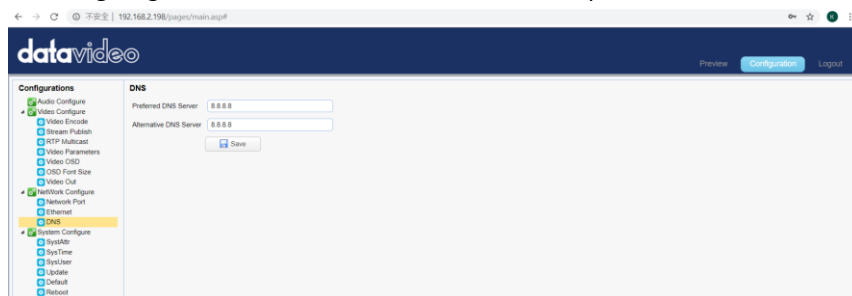 不安全 | 192.168.2.198/pages/main.asp#
K
datavideo
Preview
Configuration
Logout
Configurations
Audio Configure
Video Configure
Video Encode
Stream Publish
RTP Multicast
Video Parameters
Video OSD
OSD Font Size
Video Out
NetWork Configure
Network Port
Ethernet
DNS
System Configure
SystAttr
SysTime
SysUser
Update
Default
Reboot
DNS
Preferred DNS Server 8.8.8.8
Alternative DNS Server 8.8.8.8
Save